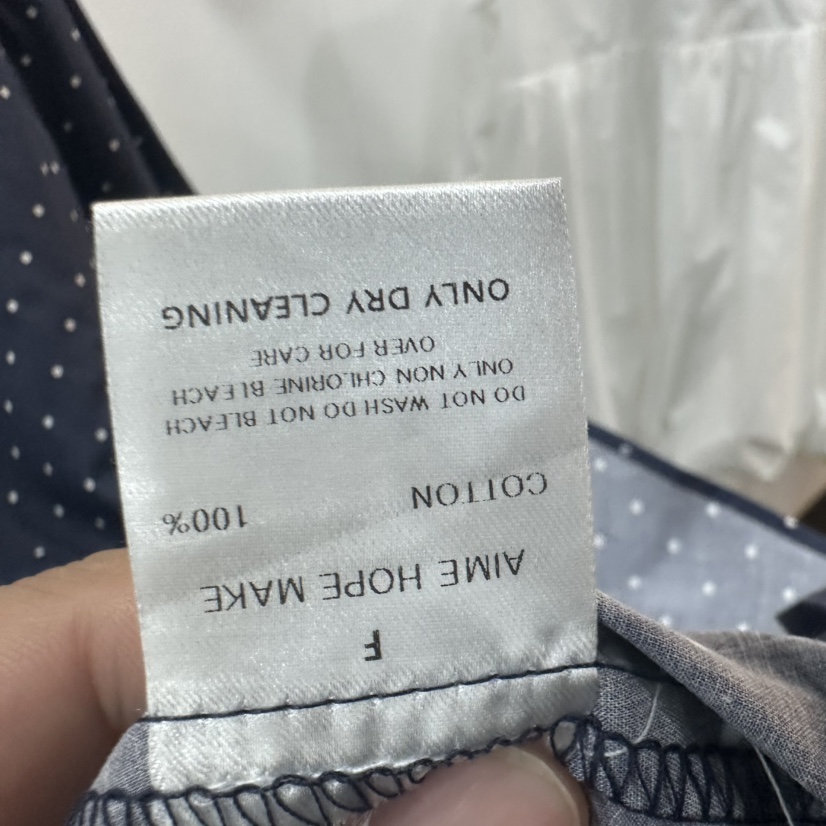 F
AIME HOPE MAKE
COTTON 100%
DO NOT WASH DO NOT BLEACH
ONLY NON CHLORINE BLEACH
OVER FOR CARE
ONLY DRY CLEANING